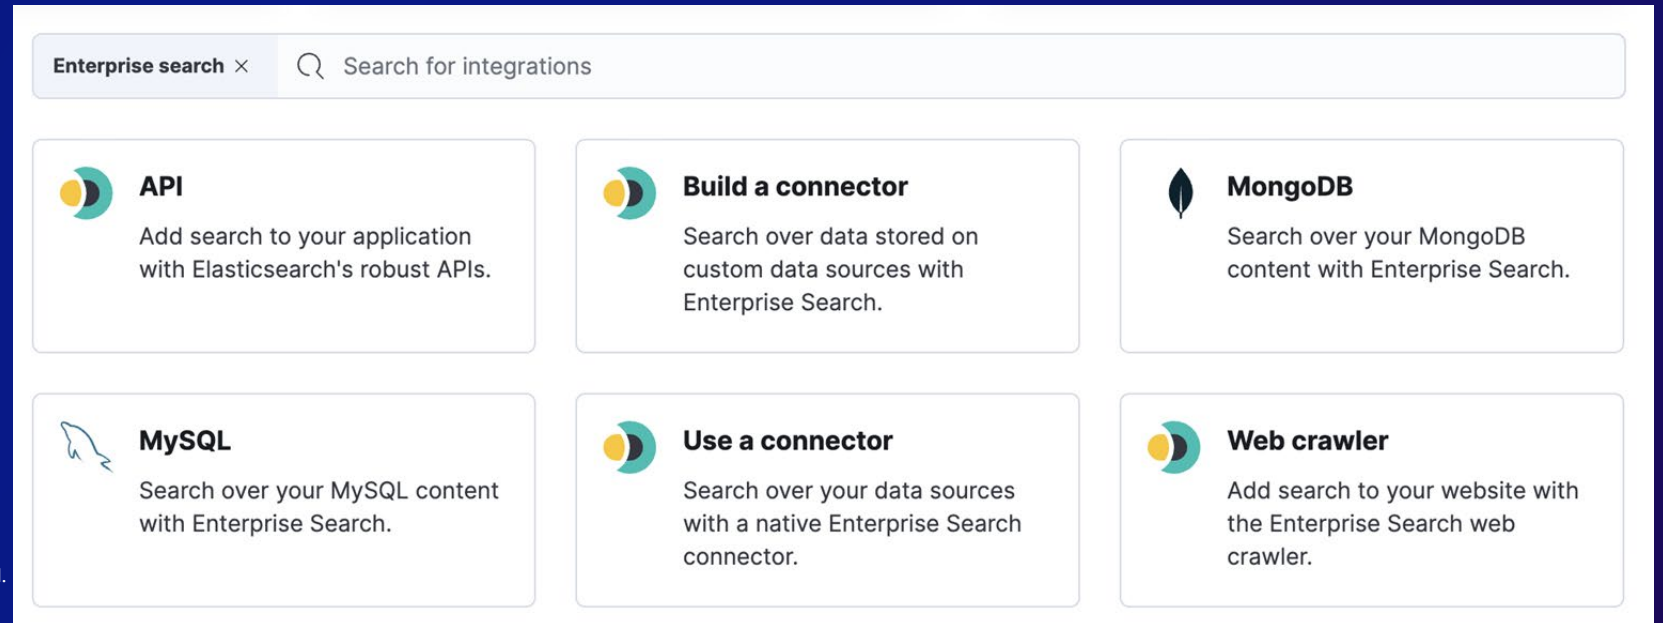 Enterprise search ×
Search for integrations
API
Add search to your application
with Elasticsearch's robust APIs.
Build a connector
Search over data stored on
custom data sources with
Enterprise Search.
MongoDB
Search over your MongoDB
content with Enterprise Search.
MySQL
Search over your MySQL content
with Enterprise Search.
Use a connector
Search over your data sources
with a native Enterprise Search
connector.
Web crawler
Add search to your website with
the Enterprise Search web
crawler.